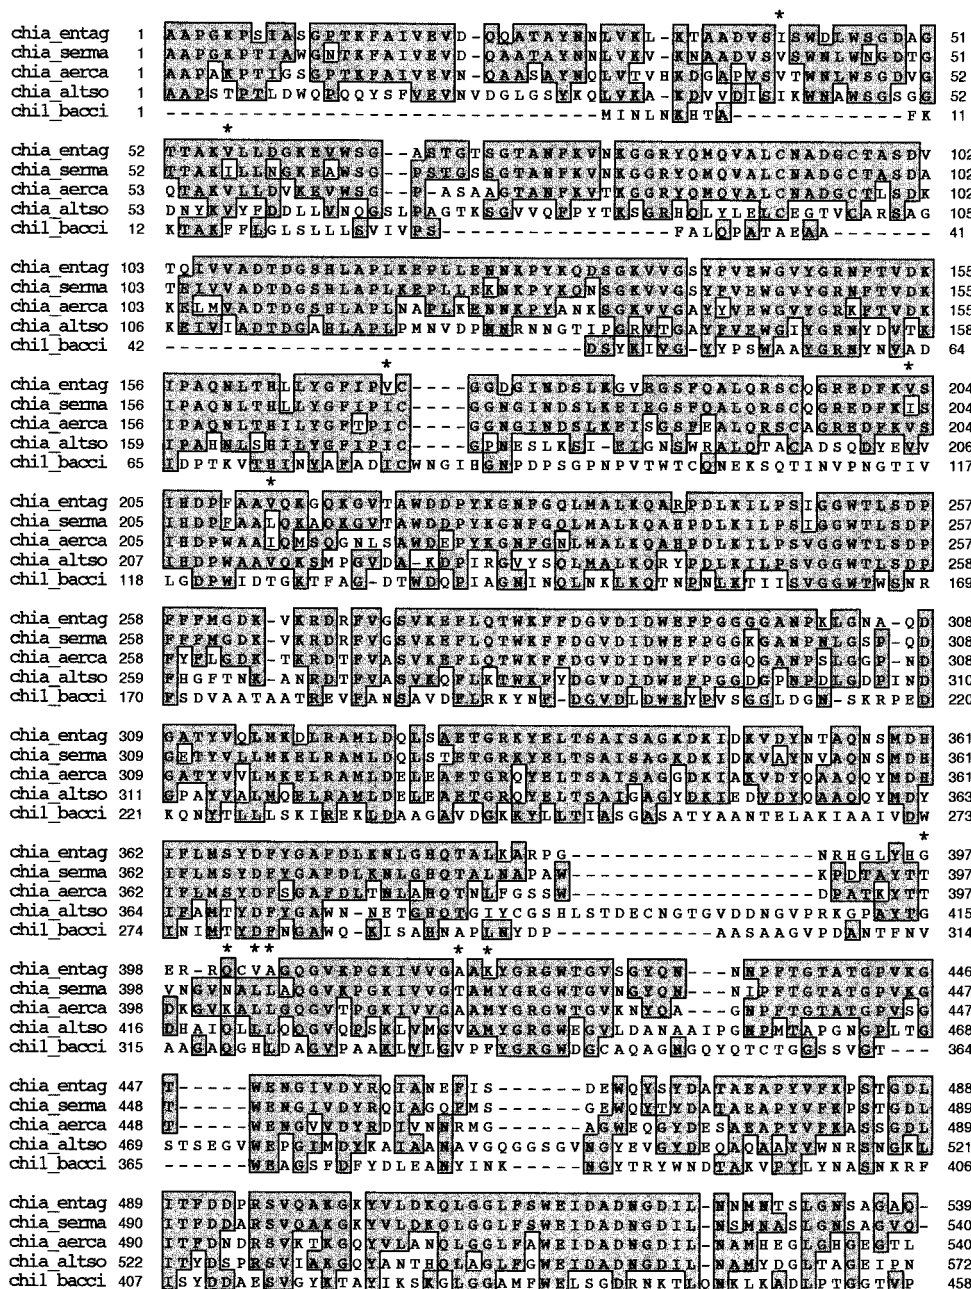 *
chia_entag 1 AAPGKPSIASGPTKFAIVEVD-QQATAYNNLVKL-KTAADVSISWDLWSGDAG 51
chia_serma 1 AAPGKPTIAWGNTKFAIVEVD-QAATAYNNLVKV-KNAADVSVSWNLWNGDTG 51
chia_aerca 1 AAPAKPTIGSGPTKFAIVEVN-QAASAYNQLVTVHKDGAPVSVTWNLWSGDVG 52
chia_altso 1 AAPSTPTLDWQPQQYSFVEVNVDGLGSYKQLVKA-KDVVDISIKWNAWSGSGG 52
chil_bacci 1 ------------------------------MINLNKHTA------------FK 11
*
chia_entag 52 TTAKVLLDGKEVWSG--ASTGTSGTANFKVNKGGRYQMQVALCNADGCTASDV 102
chia_serma 52 TTAKILLNGKEAWSG--PSTGSSGTANFKVNKGGRYQMQVALCNADGCTASDA 102
chia_aerca 53 QTAKVLLDVKEVWSG--P-ASAAGTANFKVTKGGRYQMQVALCNADGCTLSDK 102
chia_altso 53 DNYKVYFDDLLVNQGSLPAGTKSGVVQFPYTKSGRHQLYLELCEGTVCARSAG 105
chil_bacci 12 KTAKFFLGLSLLLSVIVPS----------------FALQPATAEAA------- 41
chia_entag 103 TQIVVADTDGSHLAPLKEPLLENNKPYKQDSGKVVGSYFVEWGVYGRNFTVDK 155
chia_serma 103 TEIVVADTDGSHLAPLKEPLLEKNKPYKQNSGKVVGSYFVEWGVYGRNFTVDK 155
chia_aerca 103 KELMVADTDGSHLAPLNAPLKENNKPYANKSGKVVGAYYVEWGVYGRKFTVDK 155
chia_altso 106 KEIVIADTDGAHLAPLPMNVDPNNRNNGTIPGRVTGAYFVEWGIYGRNYDVTK 158
chil_bacci 42 -----------------------------DSYKIVG-YYPSWAAYGRNYNVAD 64
* *
chia_entag 156 IPAQNLTHLLYGFIPVC----GGDGINDSLKGVEGSFQALQRSCQGREDFKVS 204
chia_serma 156 IPAQNLTHLLYGFIPIC----GGNGINDSLKEIEGSFQALQRSCQGREDFKIS 204
chia_aerca 156 IPAQNLTHILYGFTPIC----GGNGINDSLKEISGSFEALQRSCAGREDFKVS 204
chia_altso 159 IPAHNLSHILYGFIPIC----GPNESLKSI-EIGNSWRALQTACADSQDYEVV 206
chil_bacci 65 IDPTKVTHINYAFADICWNGIHGNPDPSGPNPVTWTCQNEKSQTINVPNGTIV 117
*
chia_entag 205 IHDPFAAVQKGQKGVTAWDDPYKGNFGQLMALKQARPDLKILPSIGGWTLSDP 257
chia_serma 205 IHDPFAALQKAQKGVTAWDDPYKGNFGQLMALKQAHPDLKILPSIGGWTLSDP 257
chia_aerca 205 IHDPWAAIQMSQGNLSAWDEPYKGNFGNLMALKQAHPDLKILPSVGGWTLSDP 257
chia_altso 207 IHDPWAAVQKSMPGVDA-KDPIRGVYSQLMALKQRYPDLKILPSVGGWTLSDP 258
chil_bacci 118 LGDPWIDTGKTFAG-DTWDQPIAGNINQLNKLKQTNPNLKTIISVGGWTWSNR 169
chia_entag 258 FFFMGDK-VKRDRFVGSVKEFLQTWKFFDGVDIDWEFPGGGGANPKLGNA-QD 308
chia_serma 258 FFFMGDK-VKRDRFVGSVKEFLQTWKFFDGVDIDWEFPGGKGANPNLGSP-QD 308
chia_aerca 258 FYFLGDK-TKRDTFVASVKEFLQTWKFFDGVDIDWEFPGGQGANPSLGGP-ND 308
chia_altso 259 FHGFTNK-ANRDTFVASVKQFLKTWKFYDGVDIDWEFPGGDGPNPDLGDPIND 310
chil_bacci 170 FSDVAATAATREVFANSAVDFLRKYNF-DGVDLDWEYPVSGGLDGN-SKRPED 220
chia_entag 309 GATYVQLMKDLRAMLDQLSAETGRKYELTSAISAGKDKIDKVDYNTAQNSMDH 361
chia_serma 309 GETYVLLMKELRAMLDQLSTETGRKYELTSAISAGKDKIDKVAYNVAQNSMDH 361
chia_aerca 309 GATYVVLMKELRAMLDELEAETGRQYELTSAISAGGDKIAKVDYQAAQQYMDH 361
chia_altso 311 GPAYVALMQELRAMLDELEAETGRQYELTSAIGAGYDKIEDVDYQAAQQYMDY 363
chil_bacci 221 KQNYTLLLSKIREKLDAAGAVDGKKYLLTIASGASATYAANTELAKIAAIVDW 273
*
chia_entag 362 IFLMSYDFYGAFDLKNLGHQTALKARPG-----------------NRHGLYHG 397
chia_serma 362 IFLMSYDFYGAFDLKNLGHQTALNAPAW-----------------KPDTAYTT 397
chia_aerca 362 IFLMSYDFSGAFDLTNLAHQTNLFGSSW-----------------DPATKYTT 397
chia_altso 364 IFAMTYDFYGAWN-NETGHQTGIYCGSHLSTDECNGTGVDDNGVPRKGPAYTG 415
chil_bacci 274 YNIMTYDFNGAWQ-KISAHNAPLNYDP----------AASAAGVPDANTFNV 314
* ** * *
chia_entag 398 ER-RQCVAGQGVKPGKIVVGAAKYGRGWTGVSGYQN---NNPFTGTATGPVKG 446
chia_serma 398 VNGVNALLAQGVKPGKIVVGTAMYGRGWTGVNGYQN---NIPFTGTATGPVKG 447
chia_aerca 398 DKGVKALLGQGVTPGKIVVGAAMYGRGWTGVKNYQA---GNPFTGTATGPVSG 447
chia_altso 416 DHAIQLLLQQGVQPSKLVMGVAMYGRGWEGVLDANAAIPGNPMTAPGNGPLTG 468
chil_bacci 315 AAGAQGHLDAGVPAAKLVLGVPFYGRGWDGCAQAGNGQYQTCTGGSSVGT--- 364
chia_entag 447 T-----WENGIVDYRQIANEFIS------DEWQYSYDATAEAPYVFKPSTGDL 488
chia_serma 448 T-----WENGIVDYRQIAGQFMS------GEWQYTYDATAEAPYVFKPSTGDL 489
chia_aerca 448 T-----WENGVVDYRDIVNNRMG------AGWEQGYDESAEAPYVFKASSGDL 489
chia_altso 469 STSEGVWEPGIMDYKAIAANAVGQGGSGVNGYEVGYDEQAQAAYVWNRSNGKL 521
chil_bacci 365 ------WEAGSFDFYDLEANYINK-----NGYTRYWNDTAKVPYLYNASNKRF 406
chia_entag 489 ITFDDPRSVQAKGKYVLDKQLGGLFSWEIDADNGDIL-NNMNTSLGNSAGAQ- 539
chia_serma 490 ITFDDARSVQAKGKYVLDKQLGGLFSWEIDADNGDIL-NSMNASLGNSAGVQ- 540
chia_aerca 490 ITFDNDRSVKTKGQYVLANQLGGLFAWEIDADNGDIL-NAMHEGLGHGEGTL 540
chia_altso 522 ITYDSPRSVIAKGQYANTHQLAGLFGWEIDADNGDIL-NAMYDGLTAGEIPN 572
chil_bacci 407 ISYDDAESVGYKTAYIKSKGLGGAMFWELSGDRNKTLQNKLKADLPTGGTVP 458